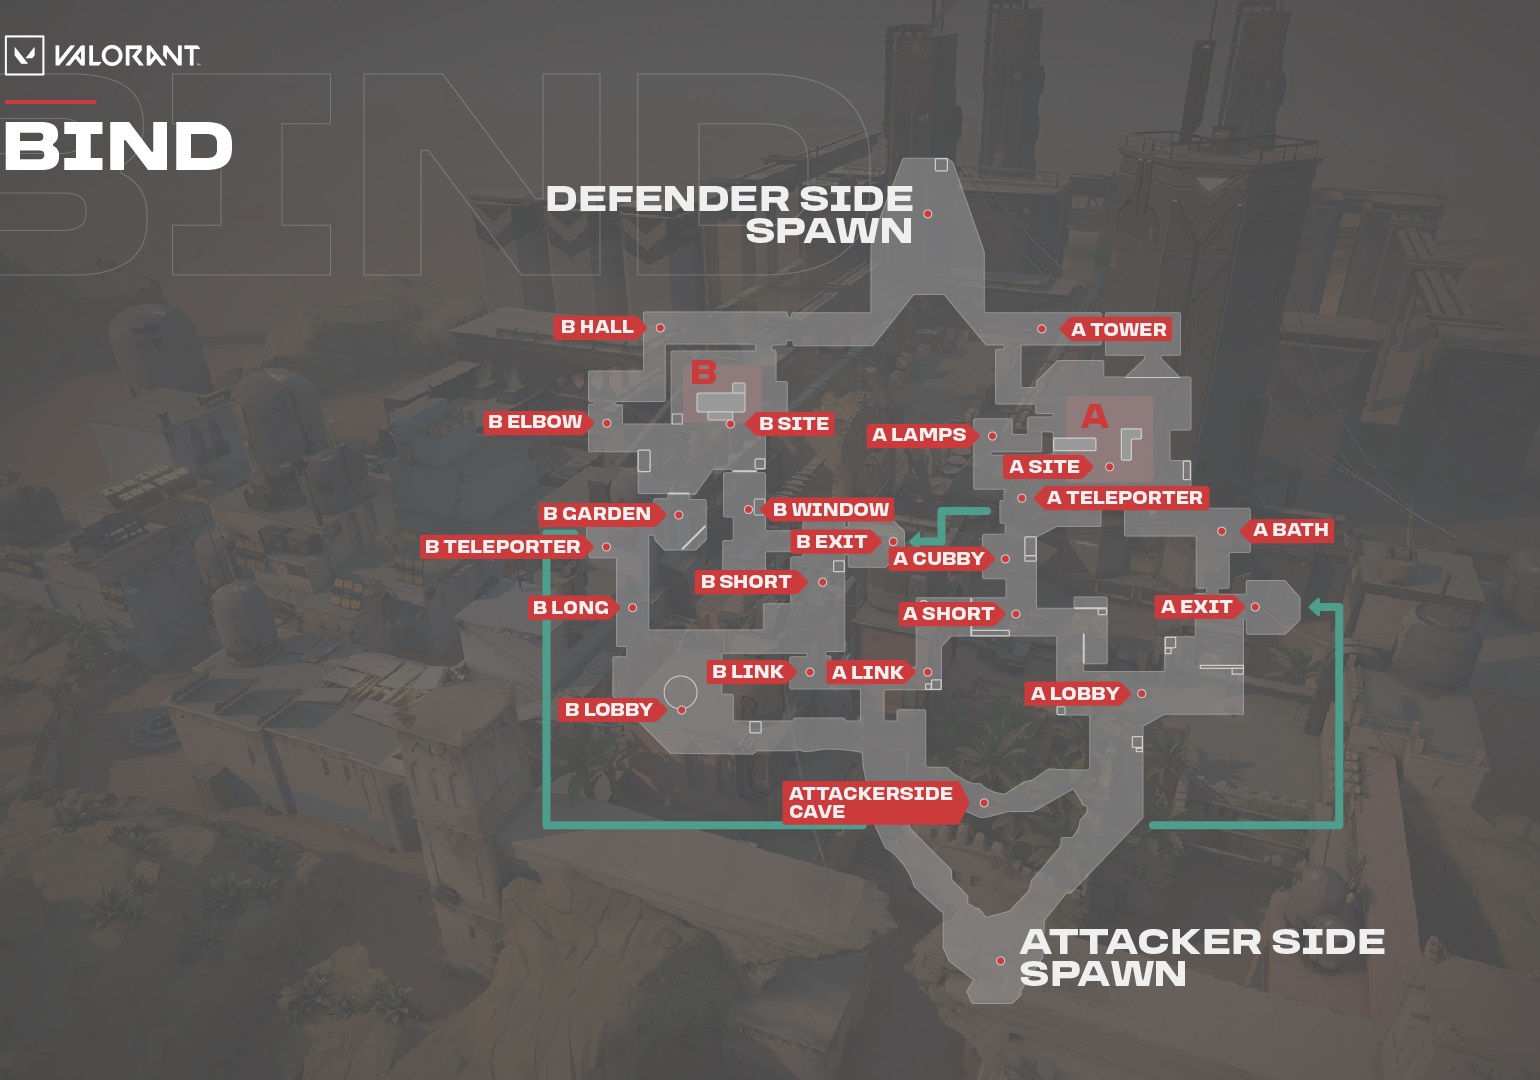 VALORANT
BIND
BIND
DEFENDER SIDE
SPAWN
B HALL
A TOWER
B
A
B ELBOW
B SITE
A LAMPS
A SITE
A TELEPORTER
B GARDEN
B WINDOW
A BATH
B TELEPORTER
B EXIT
A CUBBY
B SHORT
B LONG
A SHORT
A EXIT
B LINK
A LINK
A LOBBY
B LOBBY
ATTACKERSIDE
CAVE
ATTACKER SIDE
SPAWN